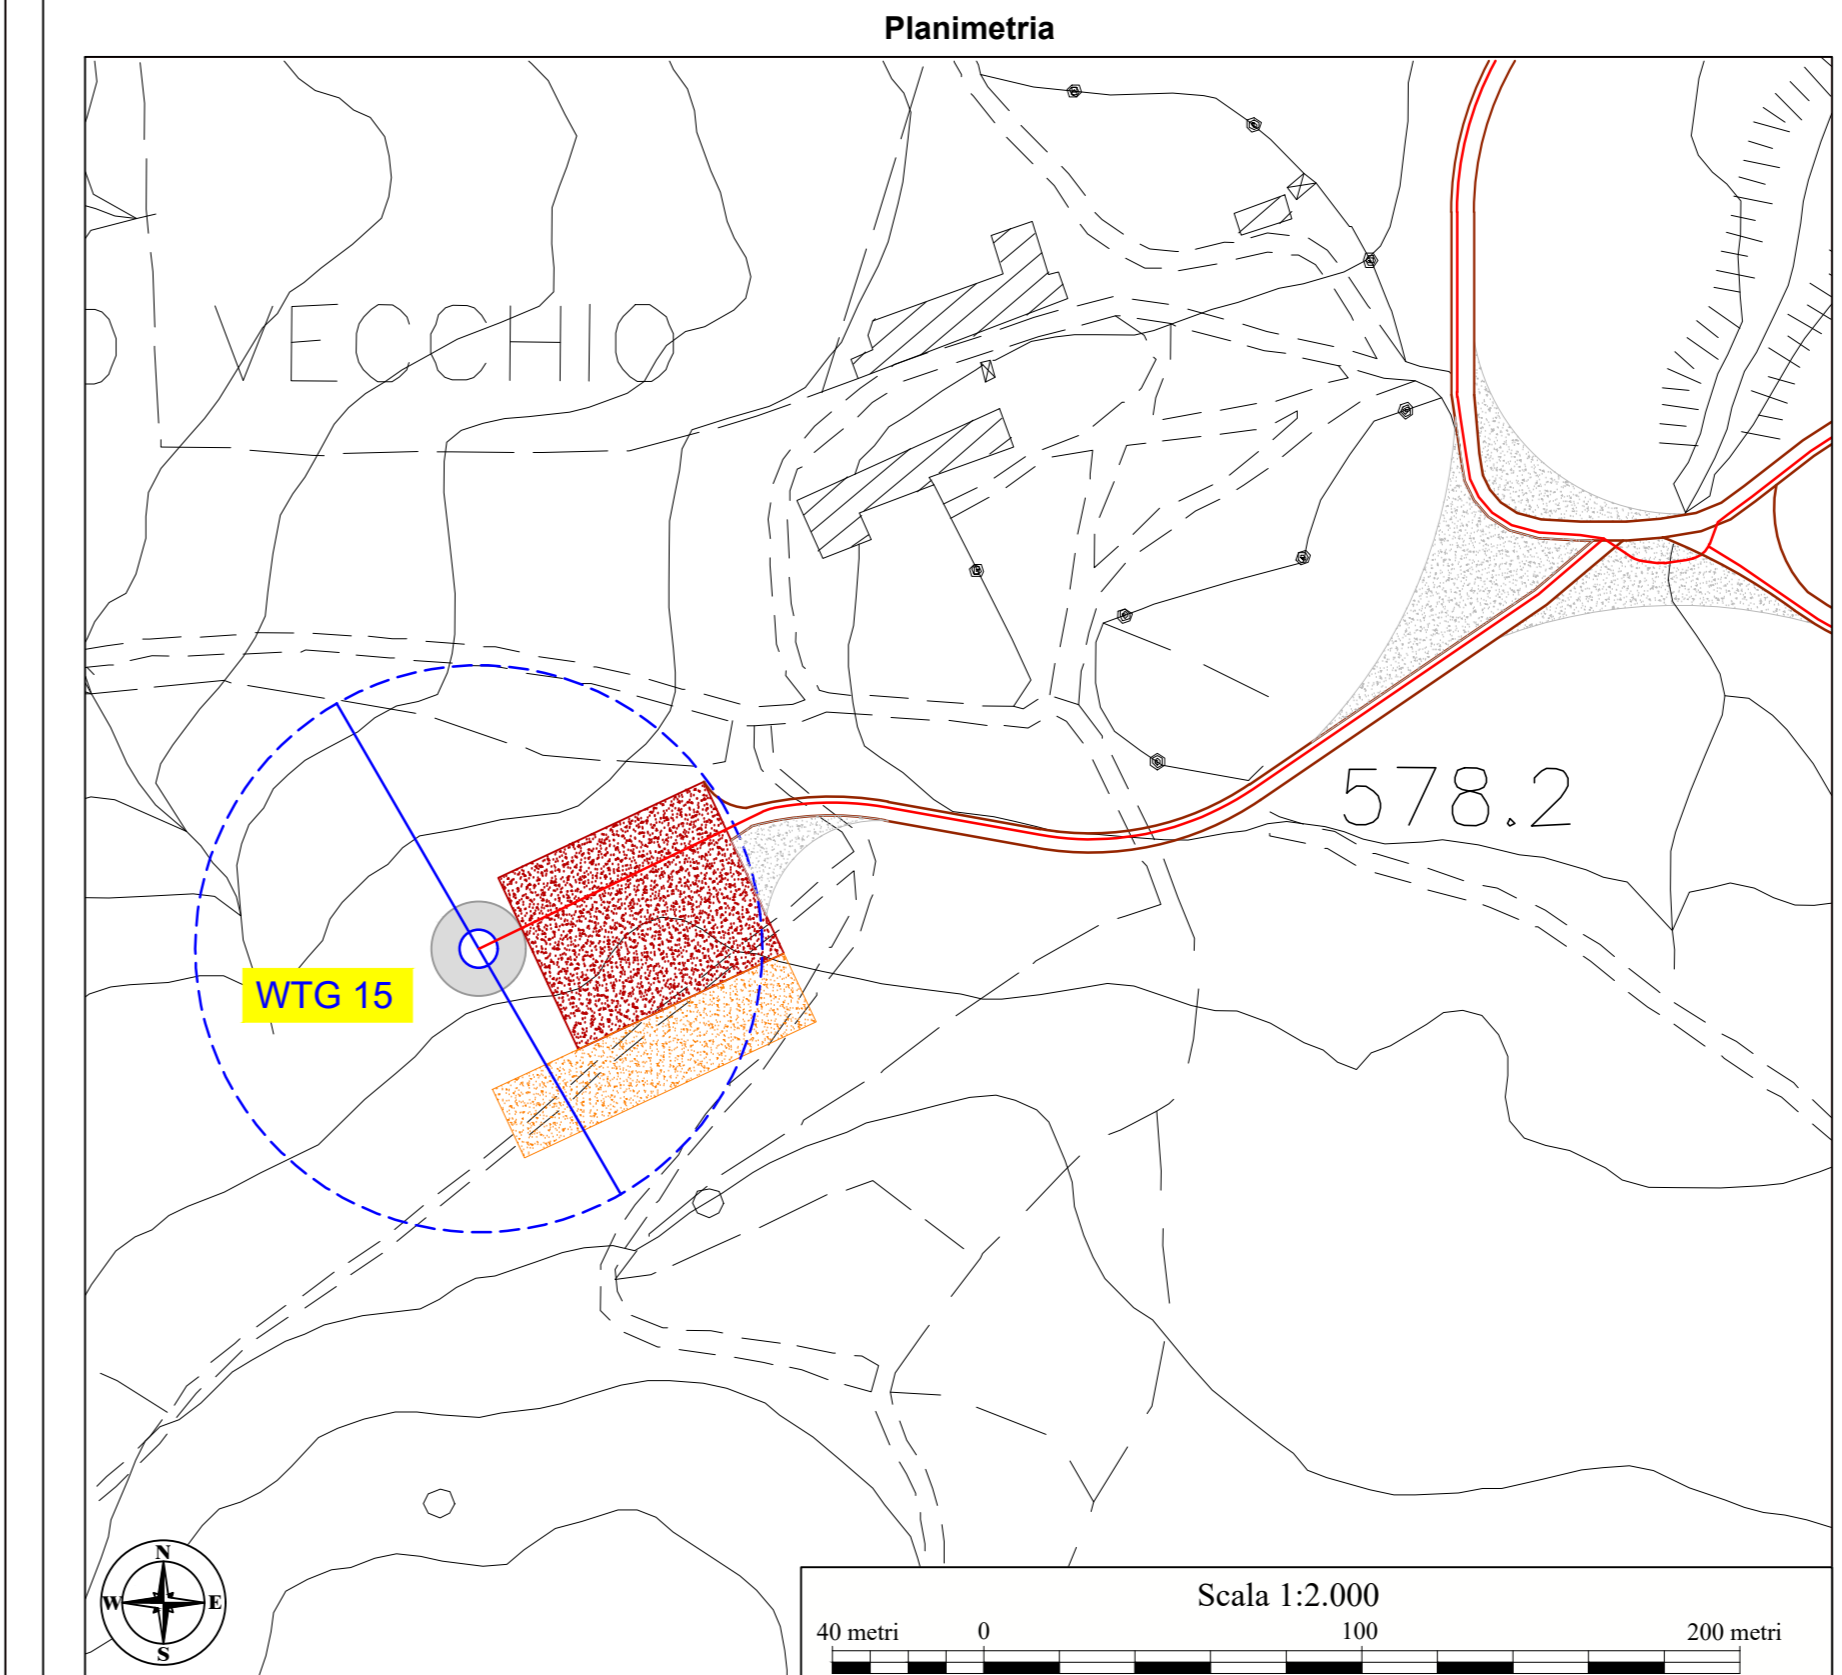 Planimetria
O VECCHIO
578.2
WTG 15
N
W E
S
Scala 1:2.000
40 metri 0 100 200 metri